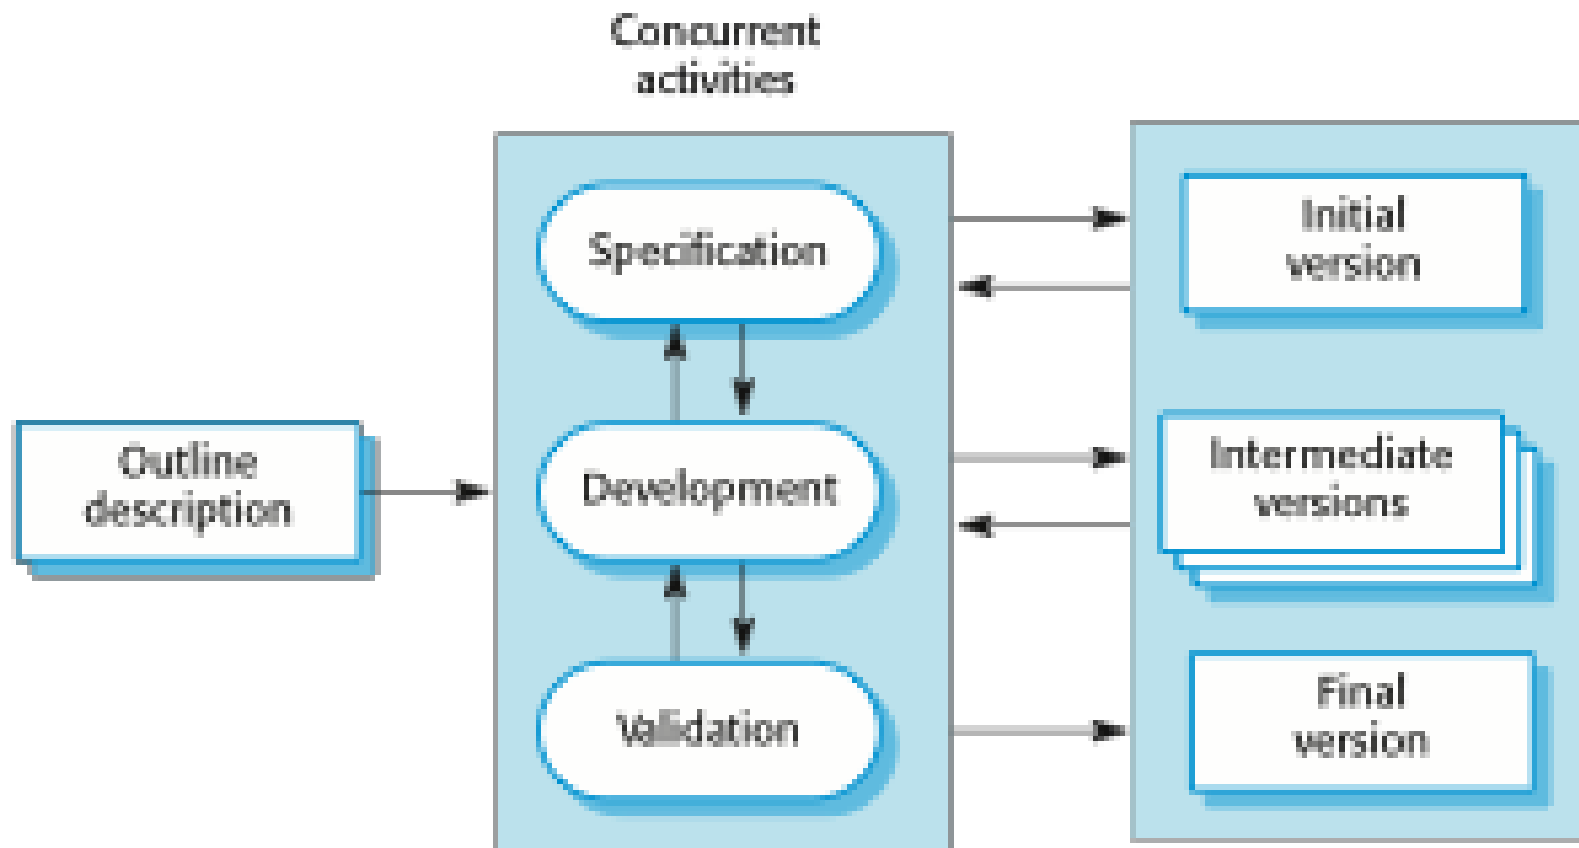 Concurrent
activities
Outline
description
Specification
Development
Validation
Initial
version
Intermediate
versions
Final
version